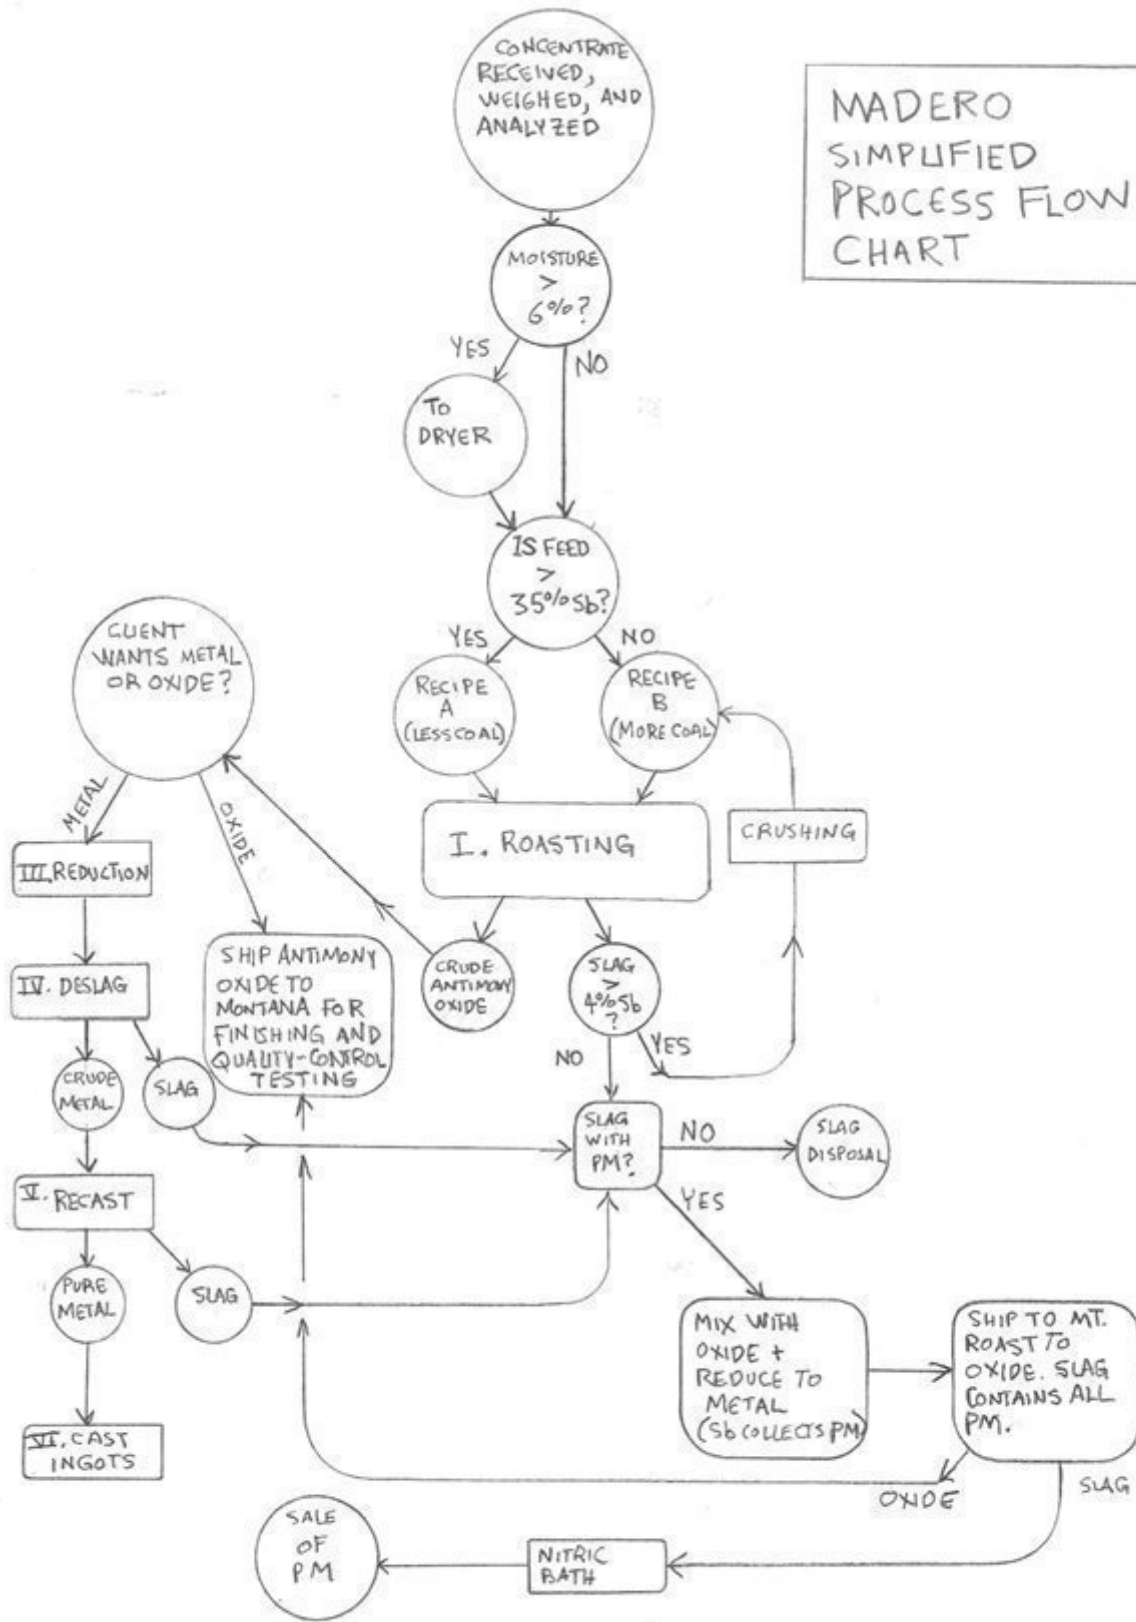 CONCENTRATE
RECEIVED,
WEIGHED, AND
ANALYZED
MADERO
SIMPLIFIED
PROCESS FLOW
CHART
MOISTURE
>
6%?
YES
NO
TO
DRYER
IS FEED
>
35% Sb?
YES
NO
CLIENT
WANTS METAL
OR OXIDE?
RECIPE
A
(LESS COAL)
RECIPE
B
(MORE COAL)
METAL
OXIDE
I. ROASTING
CRUSHING
III. REDUCTION
SHIP ANTIMONY
OXIDE TO
MONTANA FOR
FINISHING AND
QUALITY-CONTROL
TESTING
CRUDE
ANTIMONY
OXIDE
SLAG
>
4% Sb
?
NO
YES
IV. DESLAG
CRUDE
METAL
SLAG
SLAG
WITH
PM?
NO
SLAG
DISPOSAL
YES
V. RECAST
PURE
METAL
SLAG
MIX WITH
OXIDE +
REDUCE TO
METAL
(Sb COLLECTS PM)
SHIP TO MT.
ROAST TO
OXIDE. SLAG
CONTAINS ALL
PM.
VI. CAST
INGOTS
OXIDE
SLAG
SALE
OF
PM
NITRIC
BATH